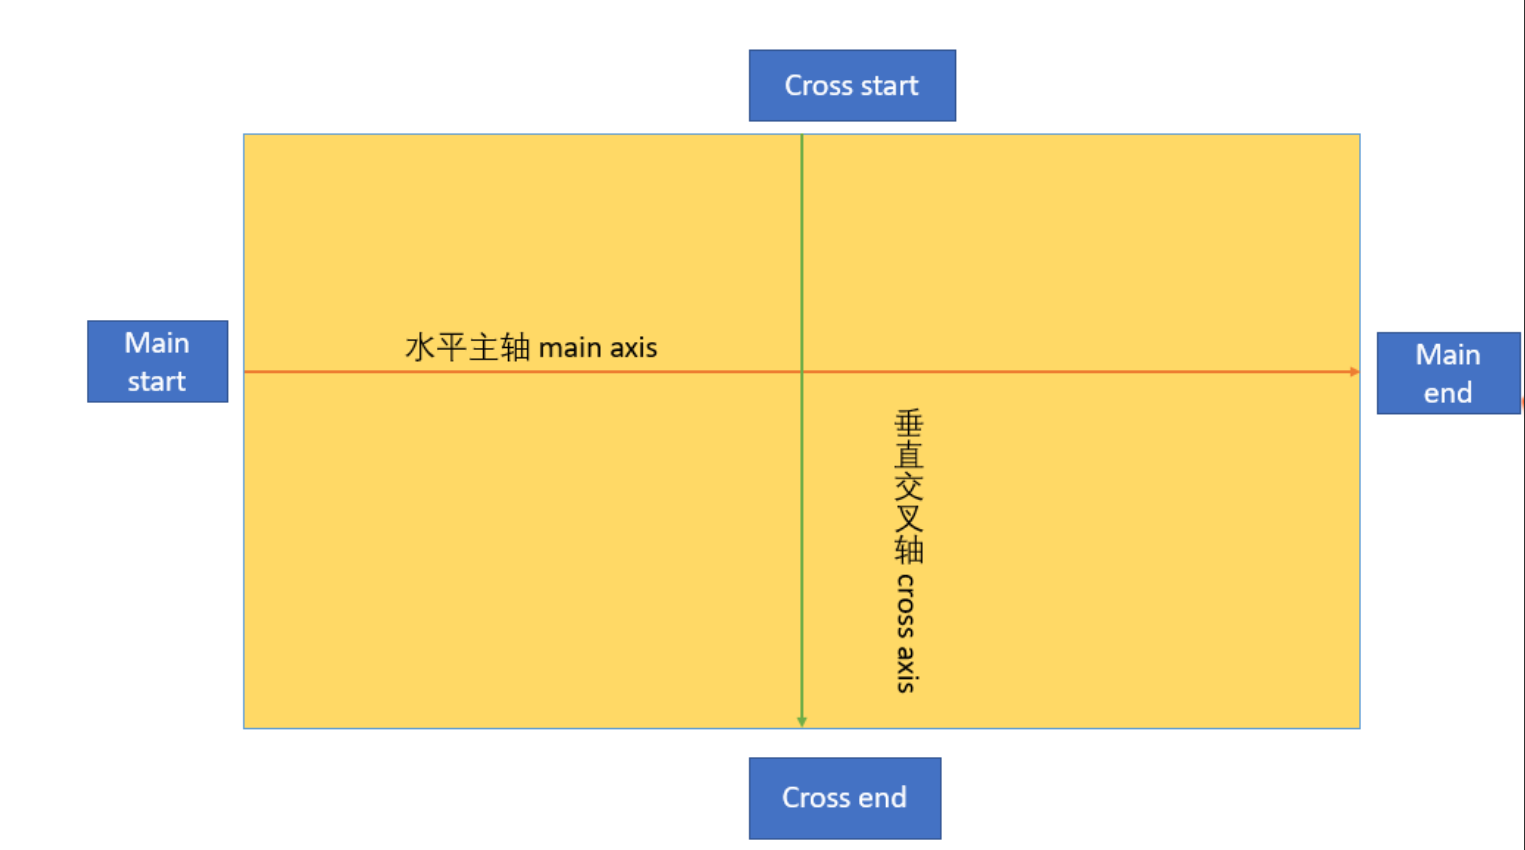 Cross start
Main
start
水平主轴 main axis
Main
end
垂直交叉轴 cross axis
Cross end